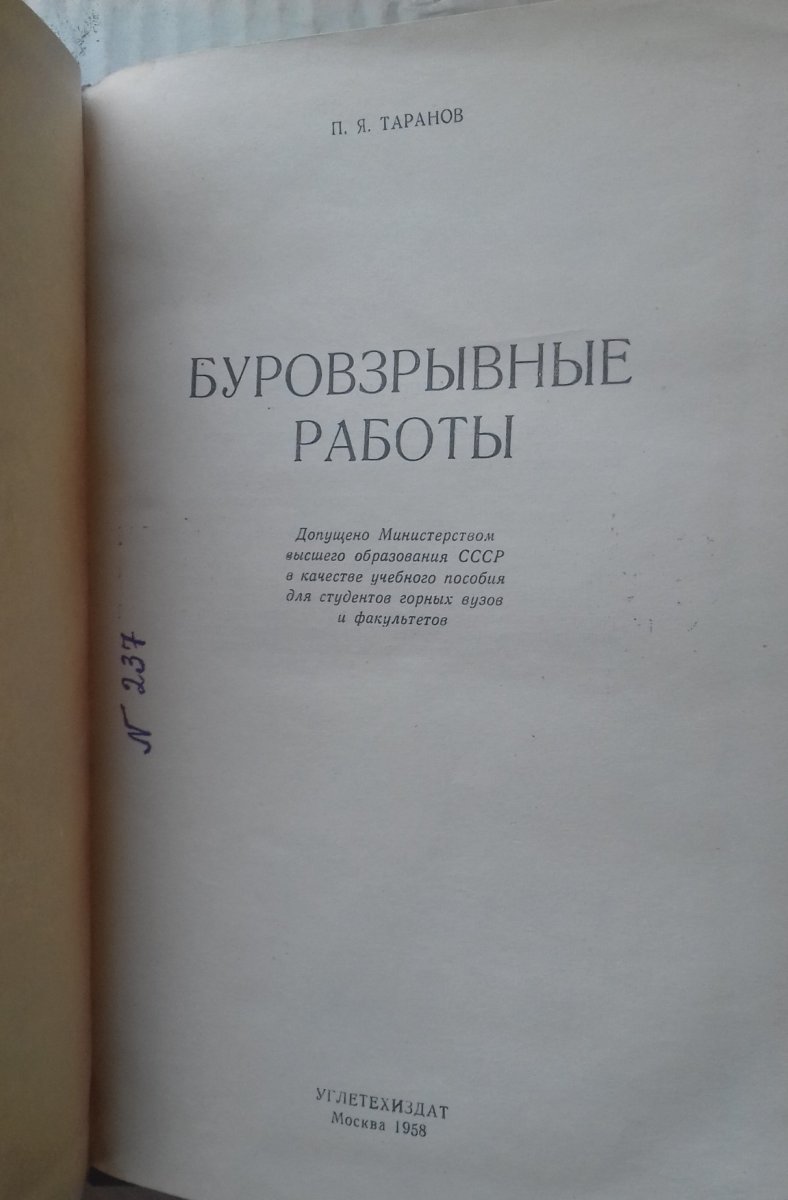 П. Я. ТАРАНОВ
БУРОВЗРЫВНЫЕ
РАБОТЫ
Допущено Министерством
высшего образования СССР
в качестве учебного пособия
для студентов горных вузов
и факультетов
N 237
УГЛЕТЕХИЗДАТ
Москва 1958